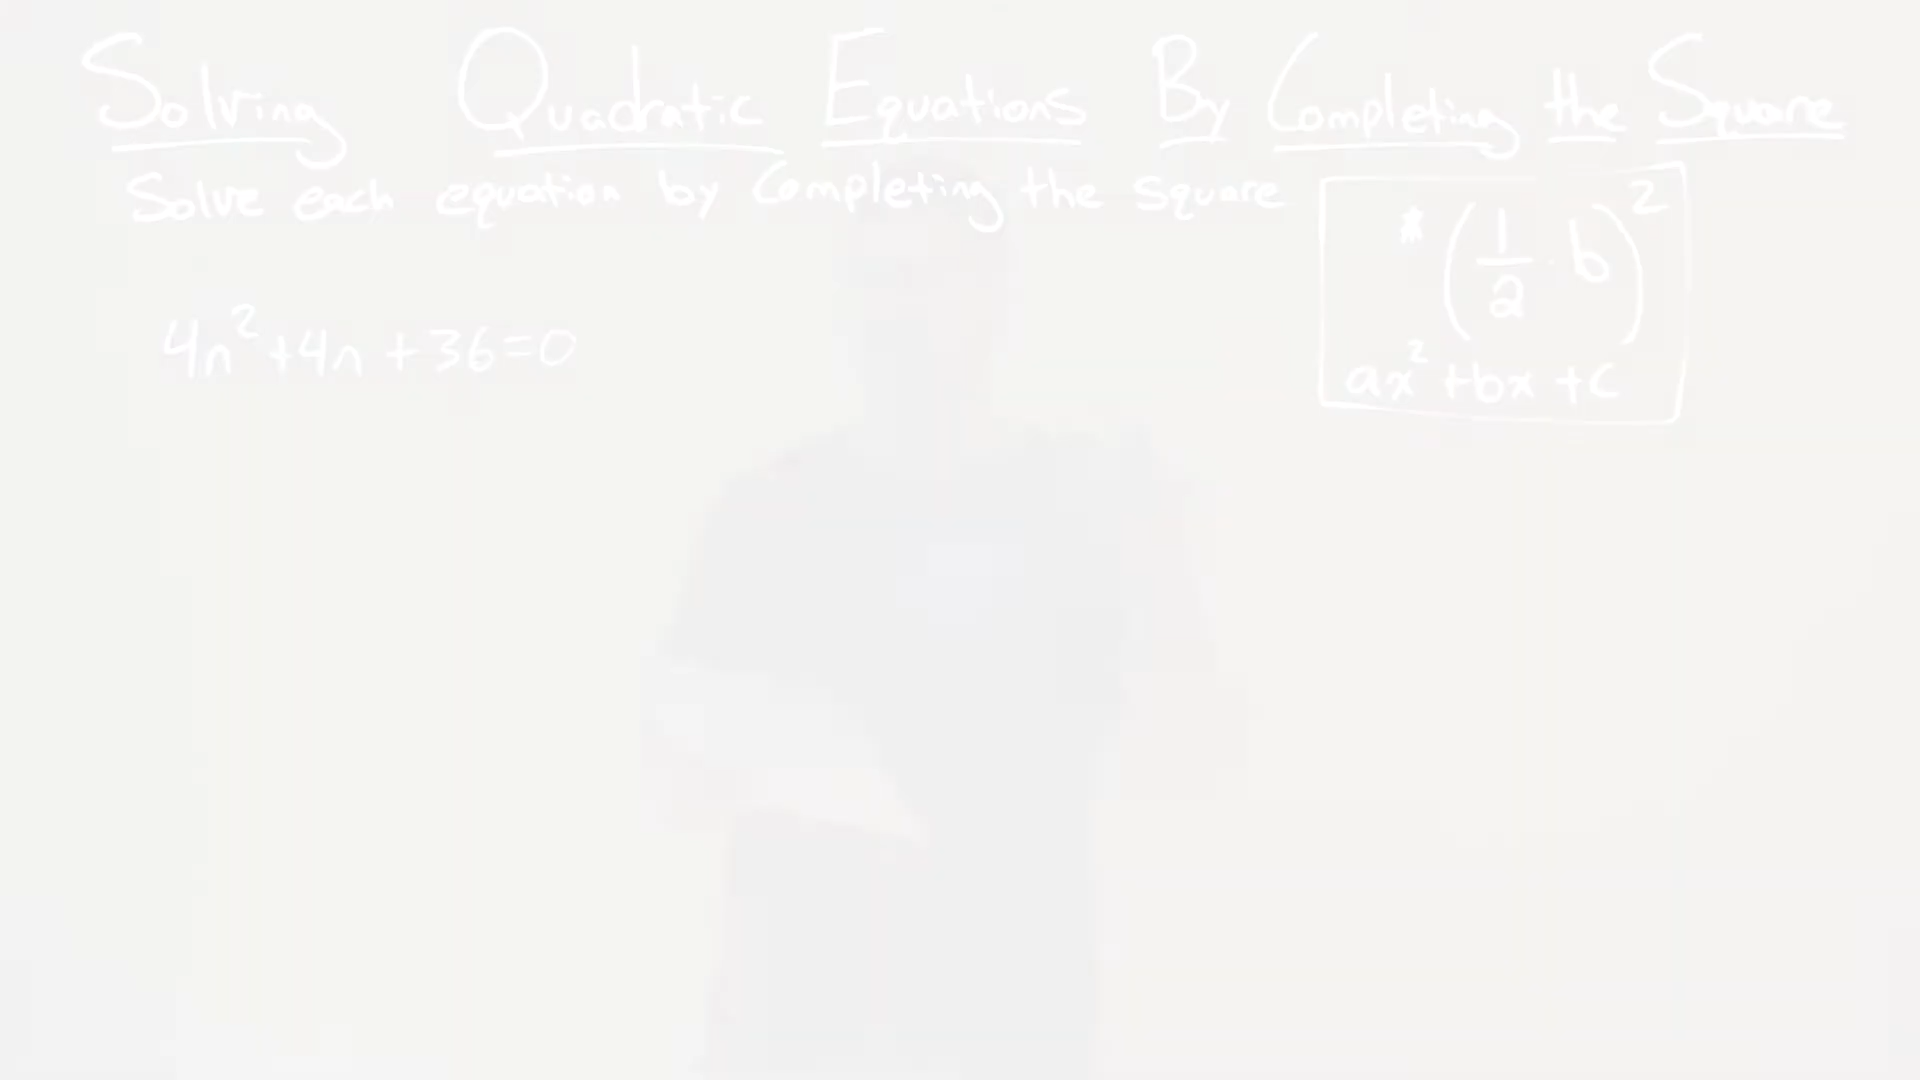 Solving Quadratic Equations By Completing the Square
Solve each equation by Completing the square
* (1/2 · b)²
ax² + bx + c
4n² + 4n + 36 = 0